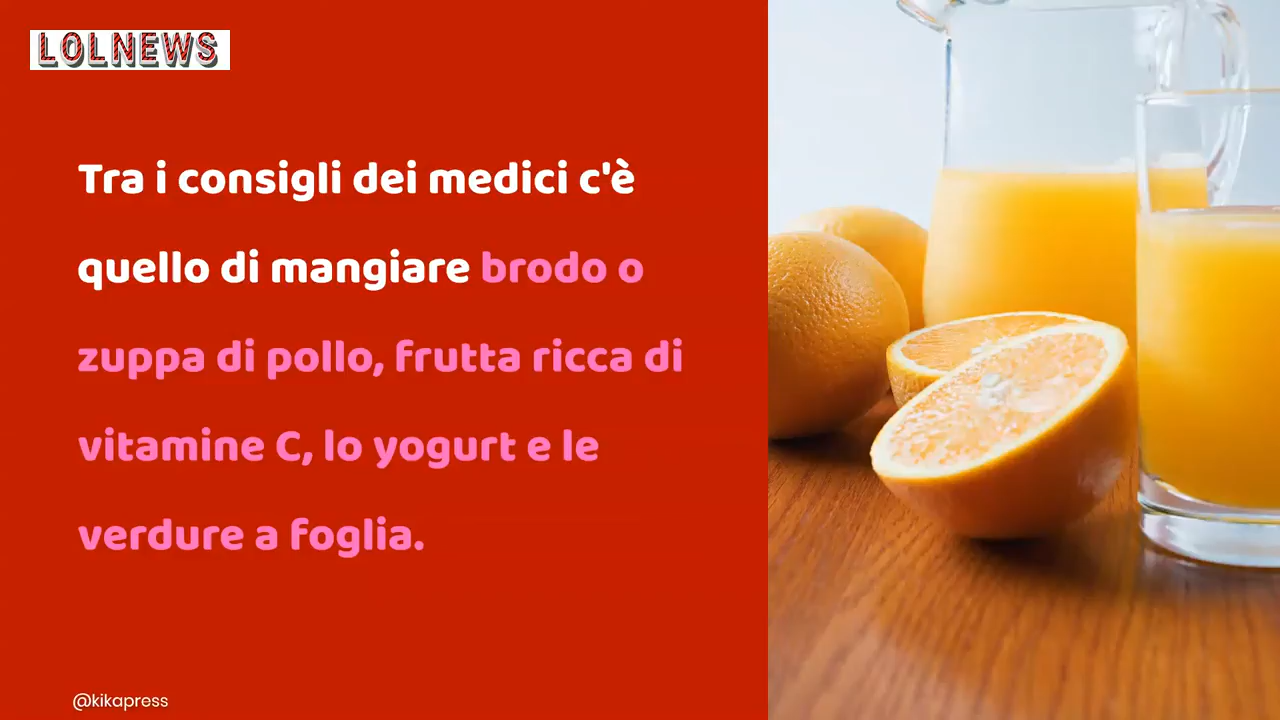 LOLNEWS
Tra i consigli dei medici c'è
quello di mangiare brodo o
zuppa di pollo, frutta ricca di
vitamine C, lo yogurt e le
verdure a foglia.
@kikapress